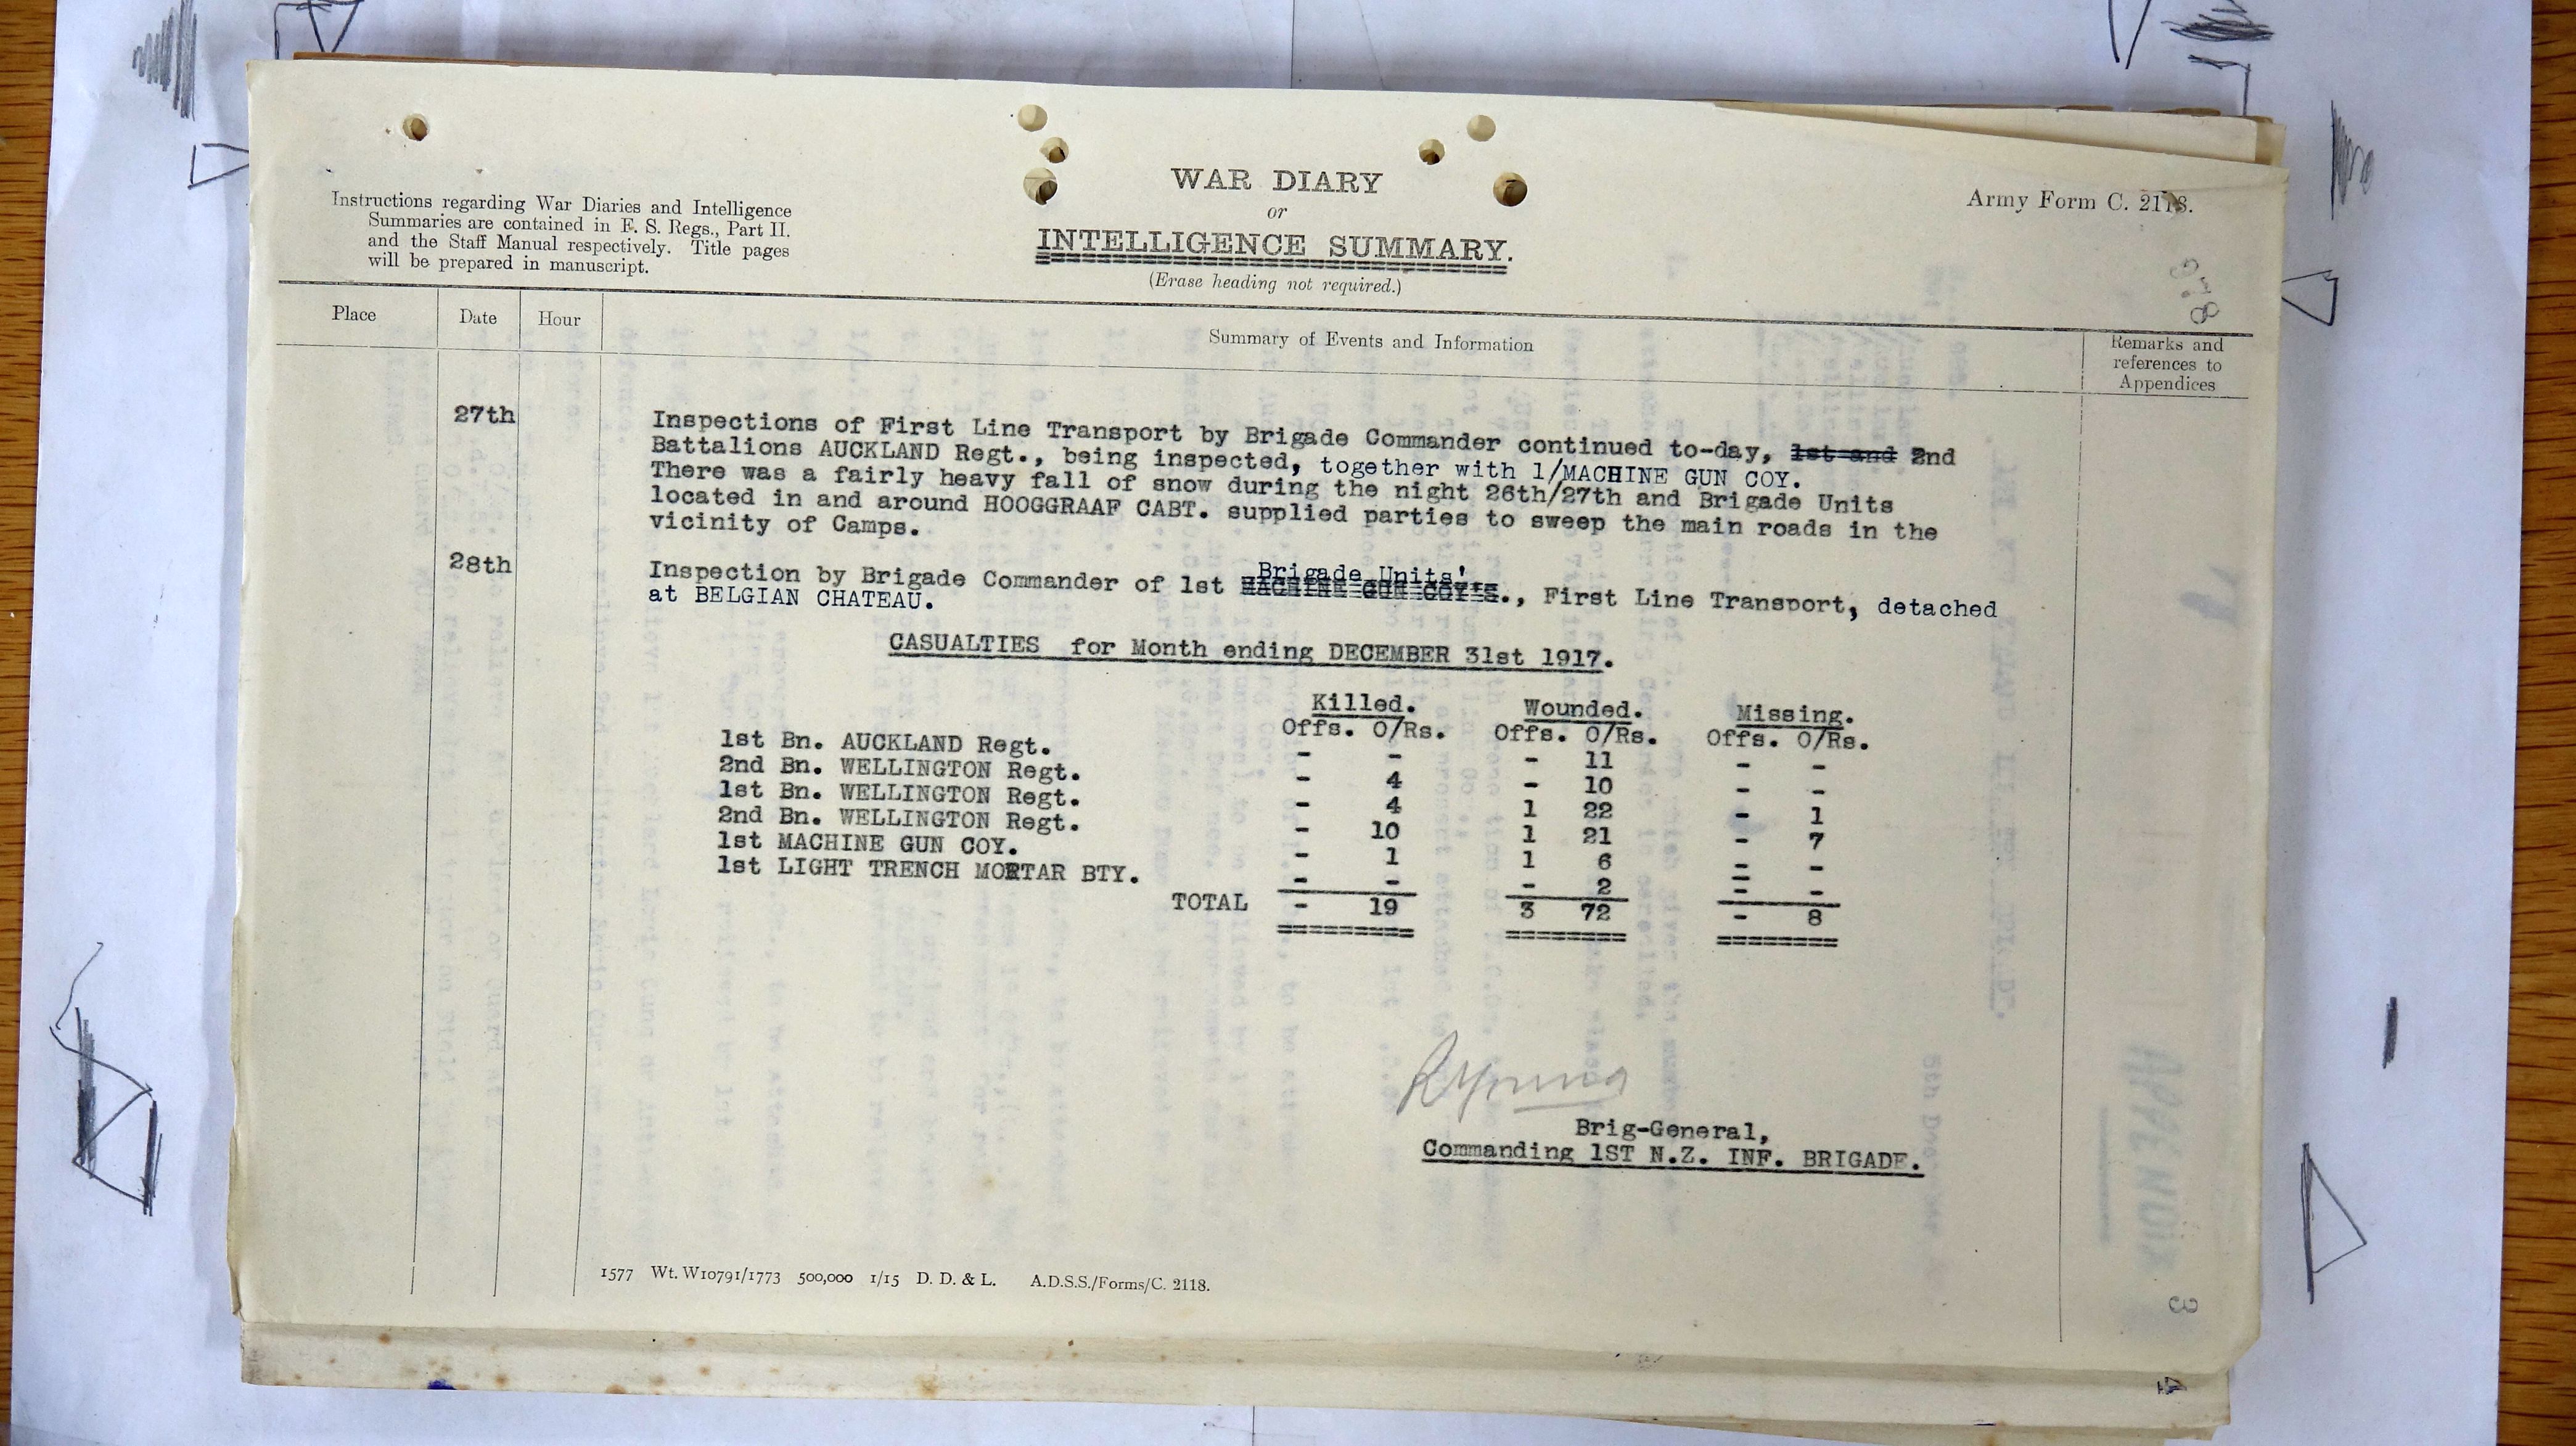 WAR DIARY
or
INTELLIGENCE SUMMARY.
(Erase heading not required.)
Instructions regarding War Diaries and Intelligence
Summaries are contained in F. S. Regs., Part II.
and the Staff Manual respectively. Title pages
will be prepared in manuscript.
Army Form C. 2118.
Place Date Hour Summary of Events and Information Remarks and
references to
Appendices
27th Inspections of First Line Transport by Brigade Commander continued to-day, 1st and 2nd
Battalions AUCKLAND Regt., being inspected, together with 1/MACHINE GUN COY.
There was a fairly heavy fall of snow during the night 26th/27th and Brigade Units
located in and around HOOGGRAAF CABT. supplied parties to sweep the main roads in the
vicinity of Camps.
28th Inspection by Brigade Commander of 1st Brigade Units' MACHINE GUN COY'S., First Line Transport, detached
at BELGIAN CHATEAU.
CASUALTIES for Month ending DECEMBER 31st 1917.
Killed. Wounded. Missing.
Offs. O/Rs. Offs. O/Rs. Offs. O/Rs.
1st Bn. AUCKLAND Regt. - - - 11 - -
2nd Bn. WELLINGTON Regt. - 4 - 10 - -
1st Bn. WELLINGTON Regt. - 4 1 22 - 1
2nd Bn. WELLINGTON Regt. - 10 1 21 - 7
1st MACHINE GUN COY. - 1 1 6 - -
1st LIGHT TRENCH MORTAR BTY. - - - 2 - -
TOTAL - 19 3 72 - 8
RYoung
Brig-General,
Commanding 1ST N.Z. INF. BRIGADE.
1577 Wt. W10791/1773 500,000 1/15 D. D. & L. A.D.S.S./Forms/C. 2118.
3
4